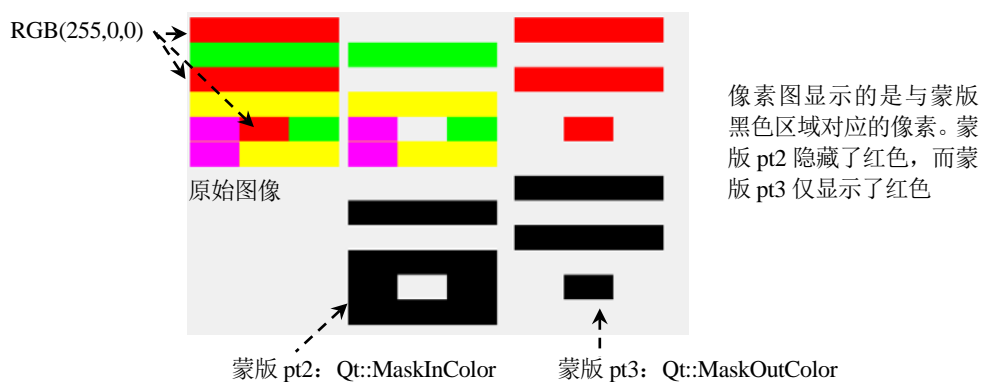 RGB(255,0,0)
像素图显示的是与蒙版
黑色区域对应的像素。蒙
版 pt2 隐藏了红色，而蒙
版 pt3 仅显示了红色
原始图像
蒙版 pt2：Qt::MaskInColor
蒙版 pt3：Qt::MaskOutColor